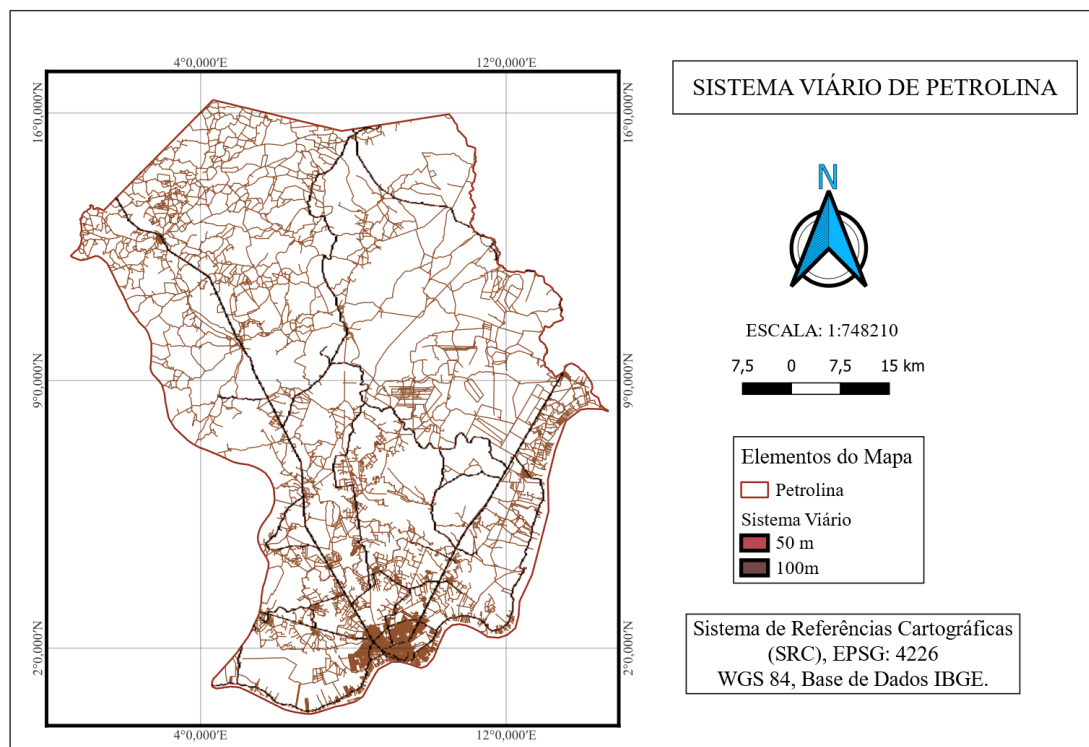 SISTEMA VIÁRIO DE PETROLINA
4°0,000'E 12°0,000'E
16°0,000'N 16°0,000'N
9°0,000'N 9°0,000'N
2°0,000'N 2°0,000'N
4°0,000'E 12°0,000'E
N
ESCALA: 1:748210
7,5 0 7,5 15 km
Elementos do Mapa
Petrolina
Sistema Viário
50 m
100m
Sistema de Referências Cartográficas
(SRC), EPSG: 4226
WGS 84, Base de Dados IBGE.